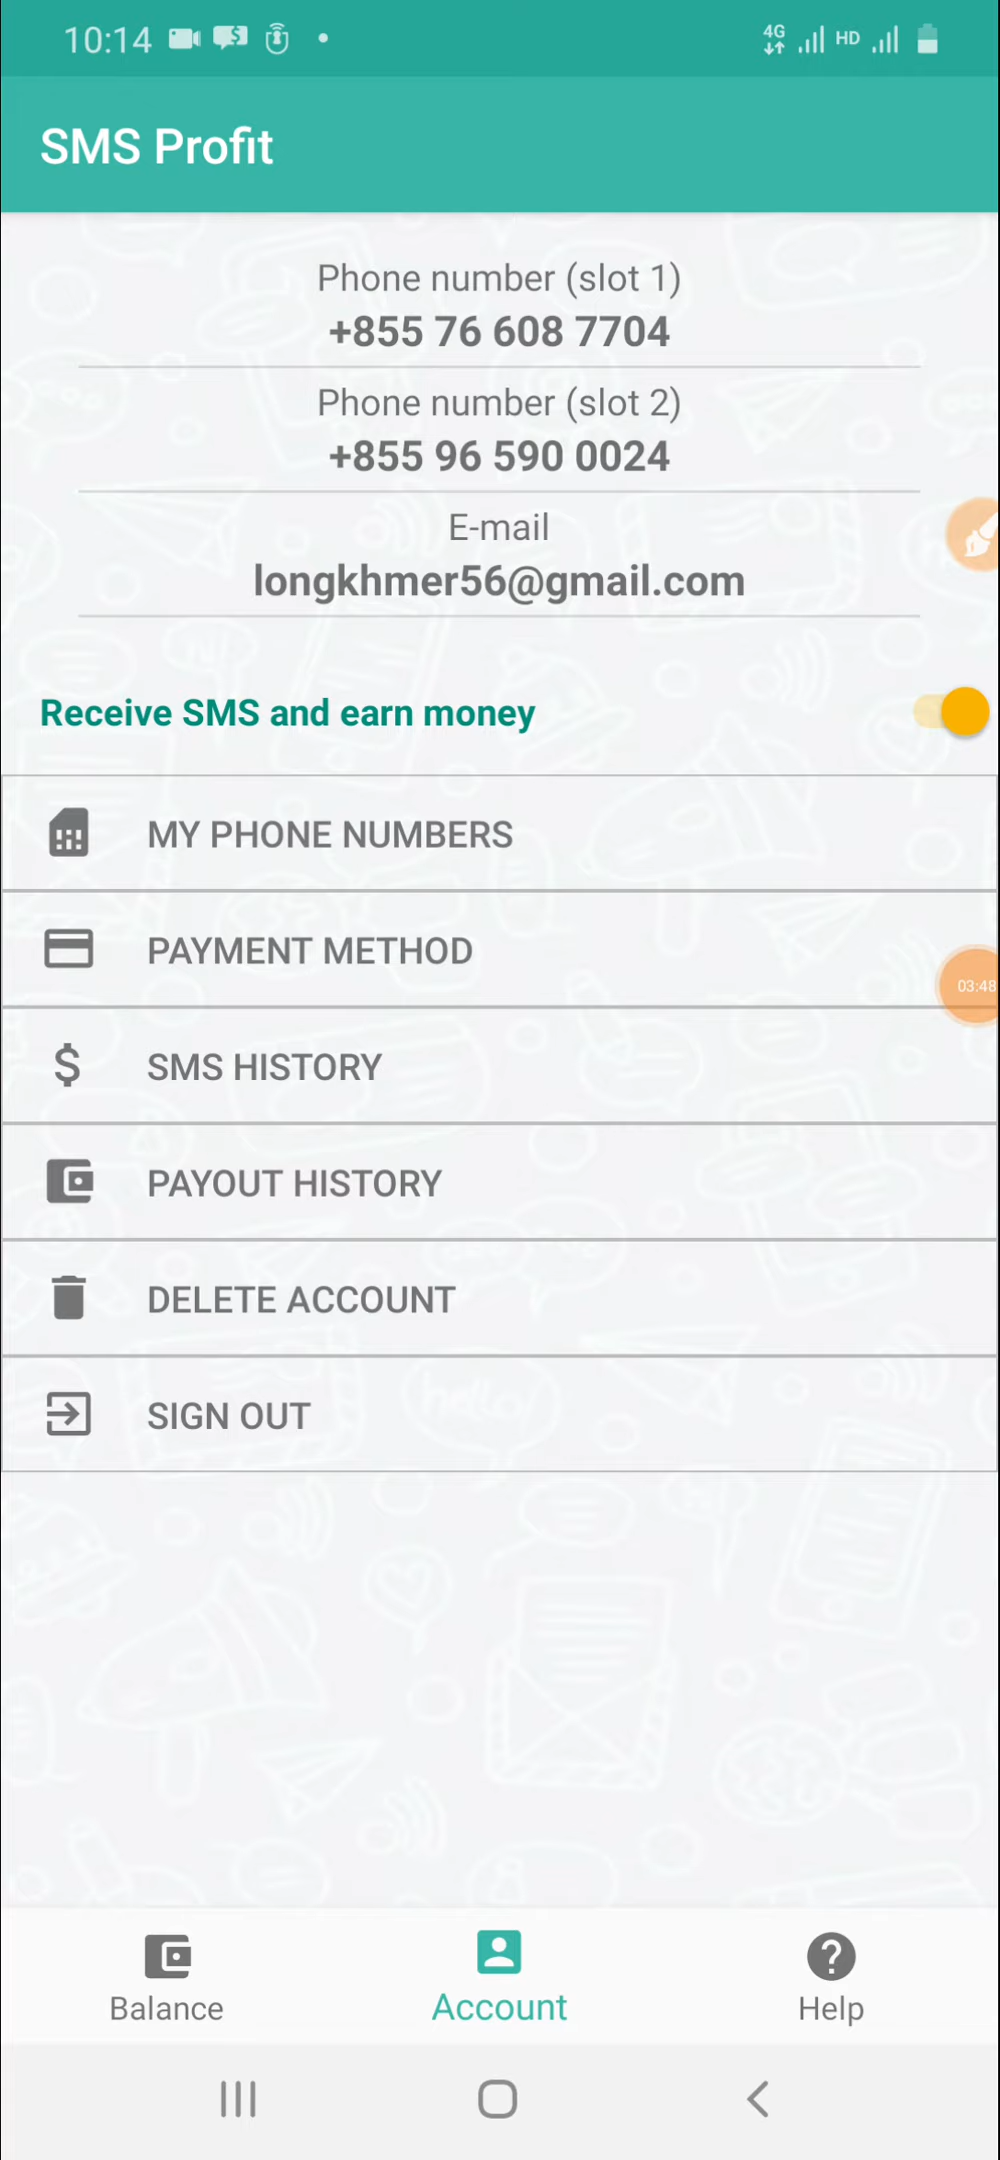 10:14
4G
HD
SMS Profit
Phone number (slot 1)
+855 76 608 7704
Phone number (slot 2)
+855 96 590 0024
E-mail
longkhmer56@gmail.com
Receive SMS and earn money
MY PHONE NUMBERS
PAYMENT METHOD
03:48
SMS HISTORY
PAYOUT HISTORY
DELETE ACCOUNT
SIGN OUT
hello!
Balance
Account
Help